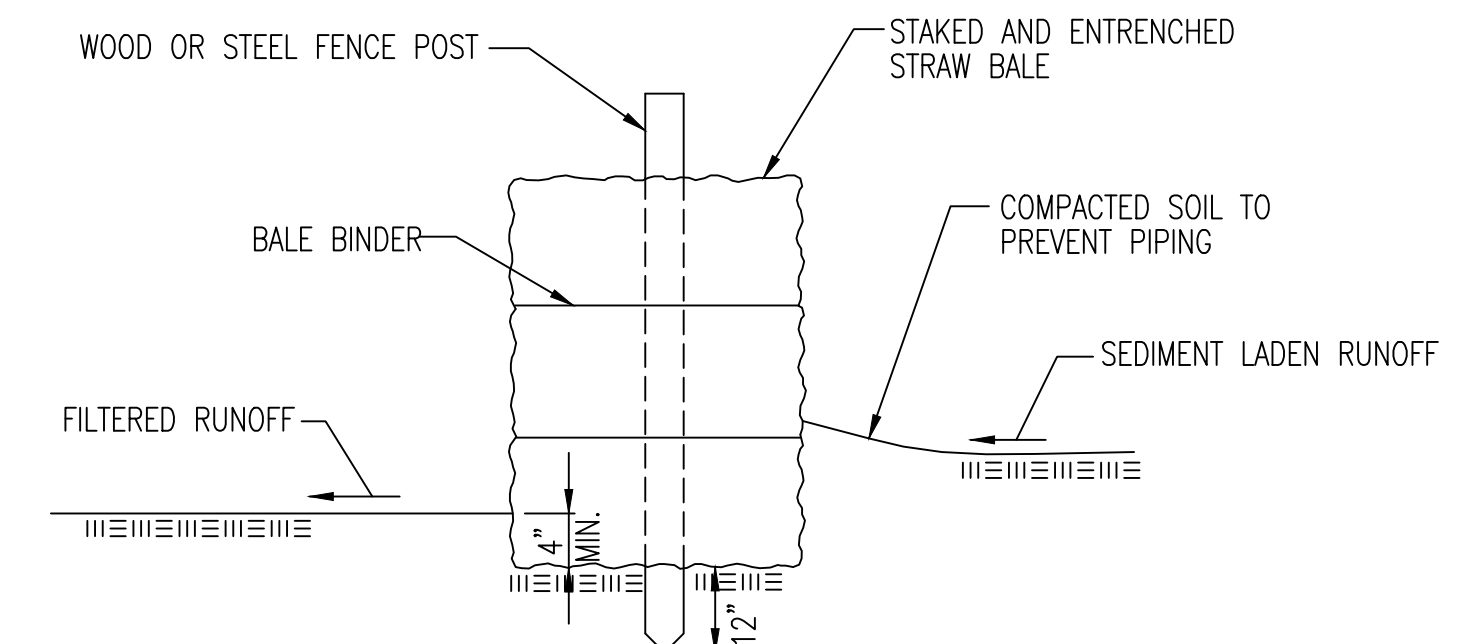 WOOD OR STEEL FENCE POST
STAKED AND ENTRENCHED
STRAW BALE
BALE BINDER
COMPACTED SOIL TO
PREVENT PIPING
SEDIMENT LADEN RUNOFF
FILTERED RUNOFF
4"
MIN.
12"